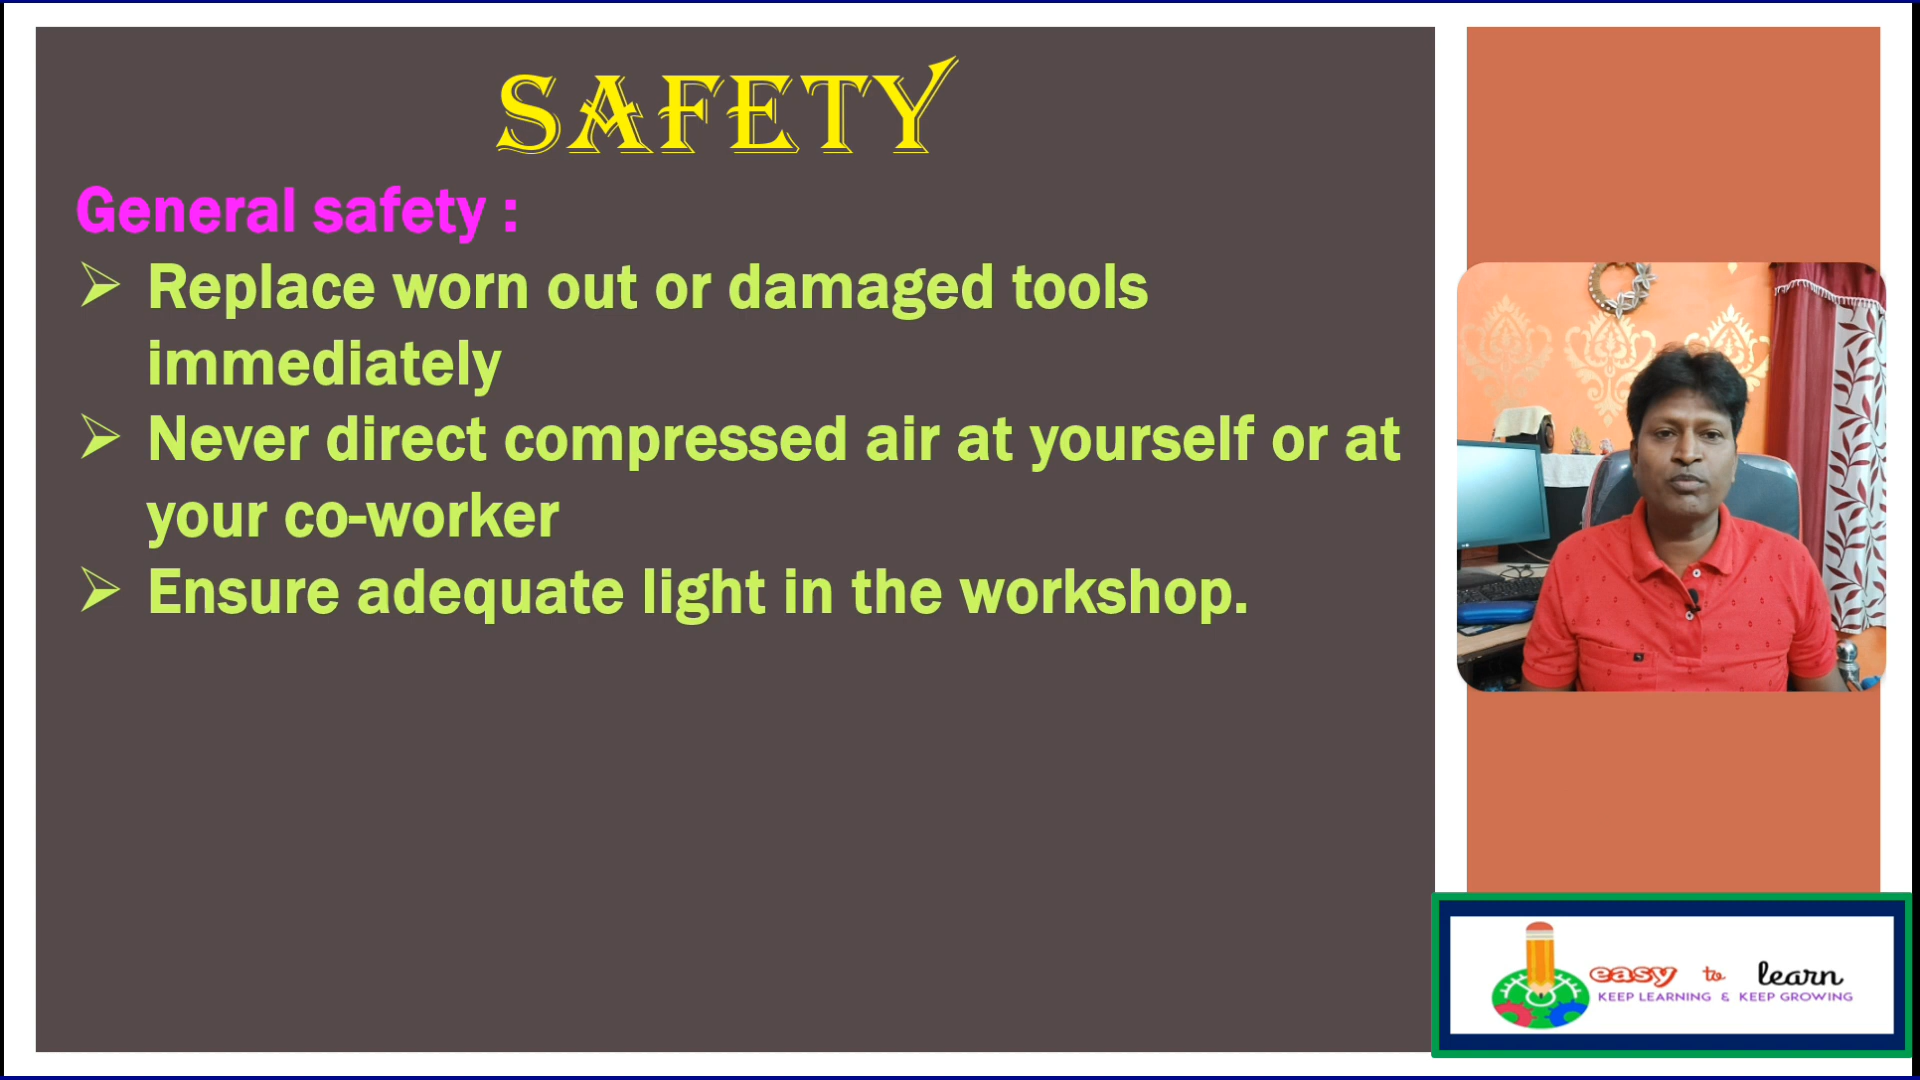 SAFETY
General safety :
➢ Replace worn out or damaged tools
immediately
➢ Never direct compressed air at yourself or at
your co-worker
➢ Ensure adequate light in the workshop.
easy to learn
KEEP LEARNING & KEEP GROWING